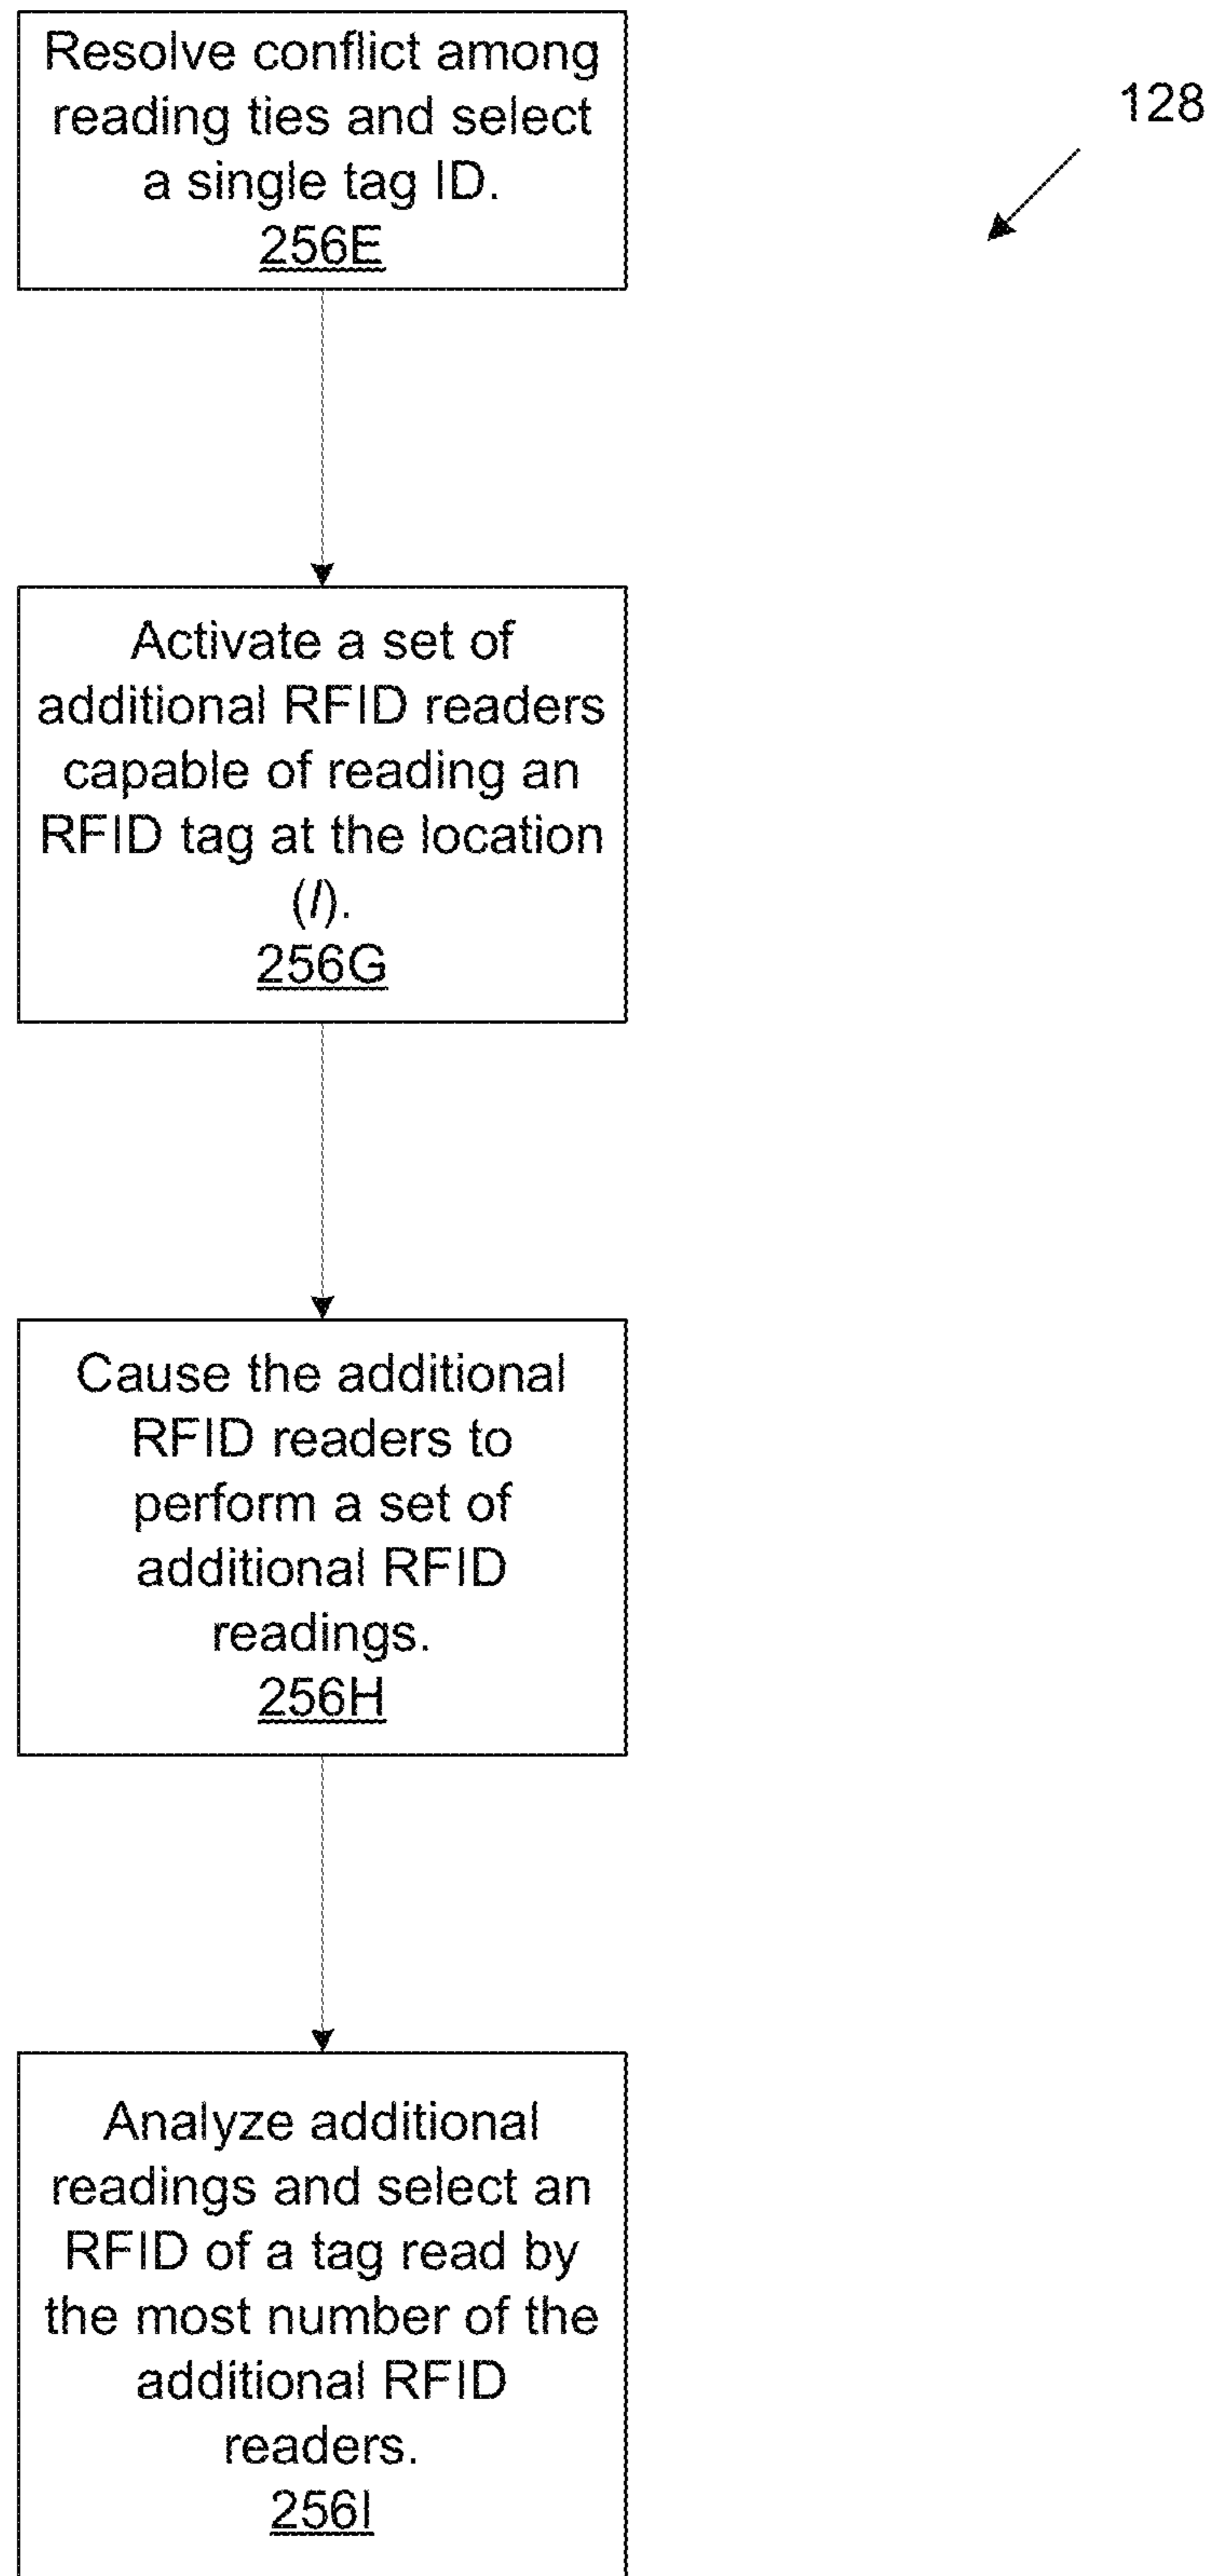 Resolve conflict among
reading ties and select
a single tag ID.
256E
128
Activate a set of
additional RFID readers
capable of reading an
RFID tag at the location
(l).
256G
Cause the additional
RFID readers to
perform a set of
additional RFID
readings.
256H
Analyze additional
readings and select an
RFID of a tag read by
the most number of the
additional RFID
readers.
256I